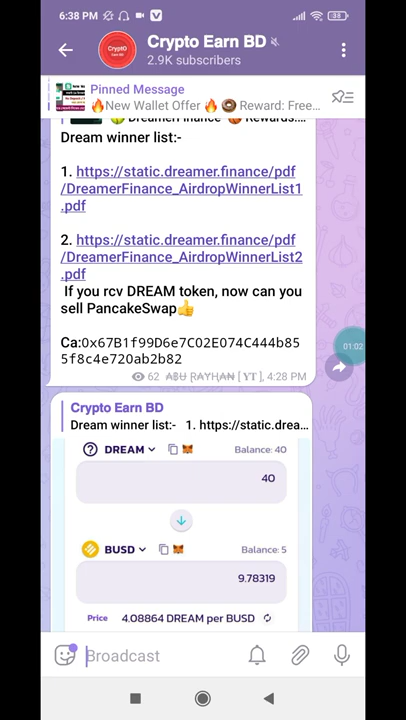 6:38 PM
Crypto Earn BD
2.9K subscribers
Crypto
Earn BD
Pinned Message
🔥New Wallet Offer 🔥 🍩 Reward: Free...
Dream winner list:-
1. https://static.dreamer.finance/pdf
/DreamerFinance_AirdropWinnerList1
.pdf
2. https://static.dreamer.finance/pdf
/DreamerFinance_AirdropWinnerList2
.pdf
If you rcv DREAM token, now can you
sell PancakeSwap👍
Ca:0x67B1f99D6e7C02E074C444b85
5f8c4e720ab2b82
62
4:28 PM
01:02
Crypto Earn BD
Dream winner list:- 1. https://static.drea...
DREAM
Balance: 40
40
BUSD
Balance: 5
9.78319
Price 4.08864 DREAM per BUSD
Broadcast